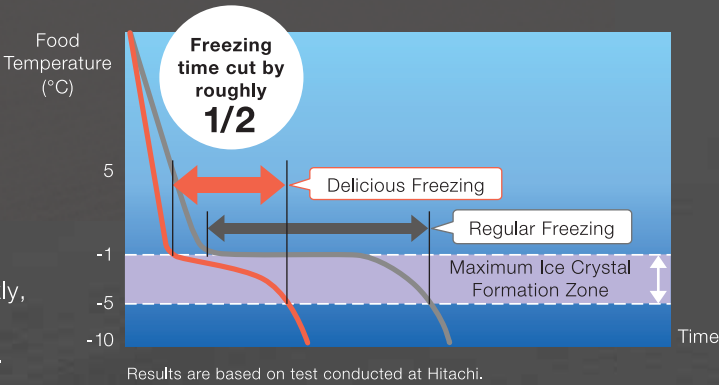 Food
Temperature
(°C)
Freezing
time cut by
roughly
1/2
5
Delicious Freezing
Regular Freezing
-1
Maximum Ice Crystal
Formation Zone
-5
-10
Time
Results are based on test conducted at Hitachi.